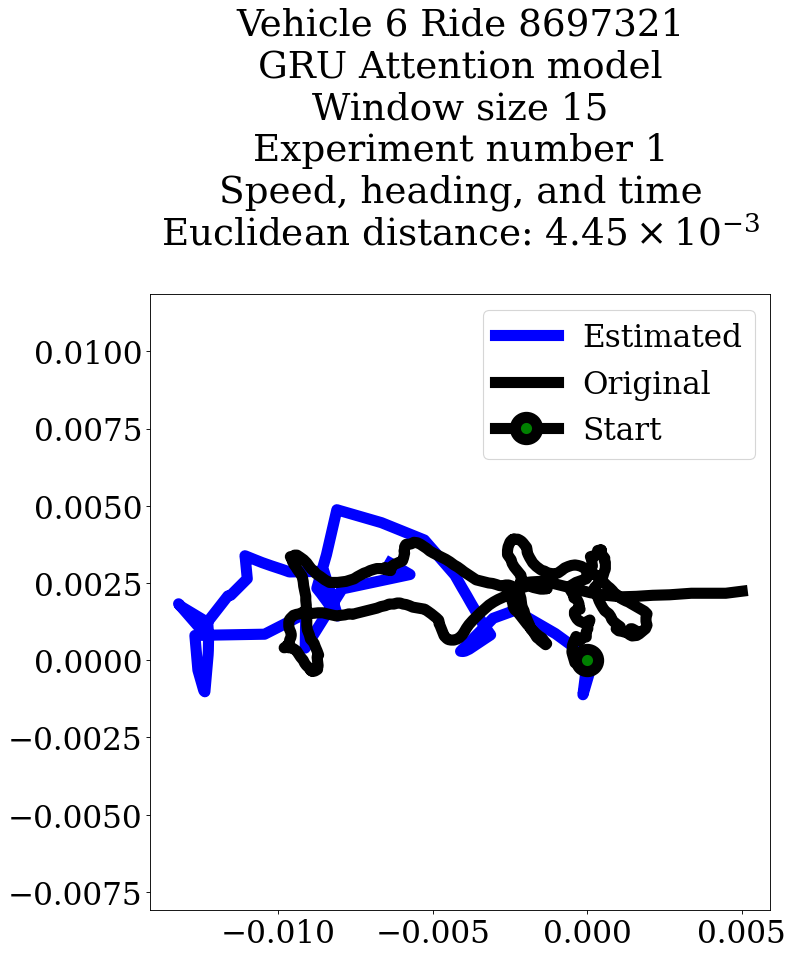 Vehicle 6 Ride 8697321
GRU Attention model
Window size 15
Experiment number 1
Speed, heading, and time
Euclidean distance: 4.45 × 10⁻³
Estimated
Original
Start
0.0100
0.0075
0.0050
0.0025
0.0000
−0.0025
−0.0050
−0.0075
−0.010 −0.005 0.000 0.005